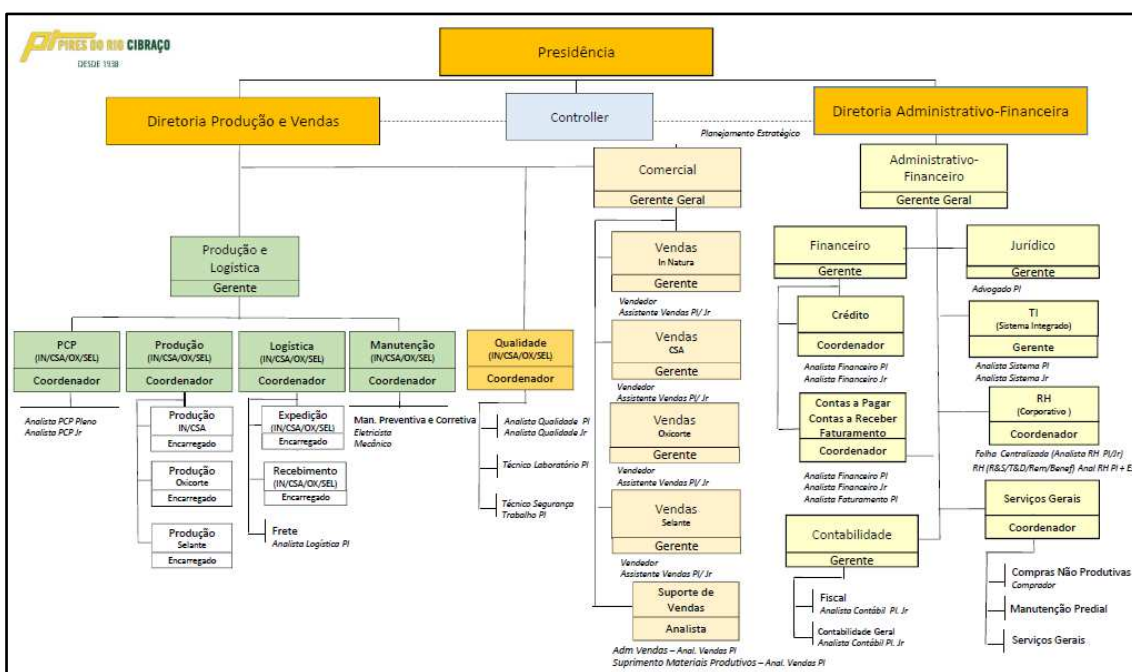 PIRES DO RIO CIBRAÇO
DESDE 1938
Presidência
Diretoria Produção e Vendas
Controller
Diretoria Administrativo-Financeira
Planejamento Estratégico
Comercial
Gerente Geral
Administrativo-
Financeiro
Gerente Geral
Produção e
Logística
Gerente
PCP
(IN/CSA/OX/SEL)
Coordenador
Analista PCP Pleno
Analista PCP Jr
Produção
(IN/CSA/OX/SEL)
Coordenador
Produção
IN/CSA
Encarregado
Produção
Oxicorte
Encarregado
Produção
Selante
Encarregado
Logística
(IN/CSA/OX/SEL)
Coordenador
Expedição
(IN/CSA/OX/SEL)
Encarregado
Recebimento
(IN/CSA/OX/SEL)
Encarregado
Frete
Analista Logística Pl
Manutenção
(IN/CSA/OX/SEL)
Coordenador
Man. Preventiva e Corretiva
Eletricista
Mecânico
Qualidade
(IN/CSA/OX/SEL)
Coordenador
Analista Qualidade Pl
Analista Qualidade Jr
Técnico Laboratório Pl
Técnico Segurança
Trabalho Pl
Vendas
In Natura
Gerente
Vendedor
Assistente Vendas Pl/ Jr
Vendas
CSA
Gerente
Vendedor
Assistente Vendas Pl/ Jr
Vendas
Oxicorte
Gerente
Vendedor
Assistente Vendas Pl/ Jr
Vendas
Selante
Gerente
Vendedor
Assistente Vendas Pl/ Jr
Suporte de
Vendas
Analista
Adm Vendas – Anal. Vendas Pl
Suprimento Materiais Produtivos – Anal. Vendas Pl
Financeiro
Gerente
Crédito
Coordenador
Analista Financeiro Pl
Analista Financeiro Jr
Contas a Pagar
Contas a Receber
Faturamento
Coordenador
Analista Financeiro Pl
Analista Financeiro Jr
Analista Faturamento Pl
Contabilidade
Gerente
Fiscal
Analista Contábil Pl. Jr
Contabilidade Geral
Analista Contábil Pl. Jr
Jurídico
Gerente
Advogado Pl
TI
(Sistema Integrado)
Gerente
Analista Sistema Pl
Analista Sistema Jr
RH
(Corporativo )
Coordenador
Folha Centralizada (Analista RH Pl/Jr)
RH (R&S/T&D/Rem/Benef) Anal RH Pl + E
Serviços Gerais
Coordenador
Compras Não Produtivas
Comprador
Manutenção Predial
Serviços Gerais